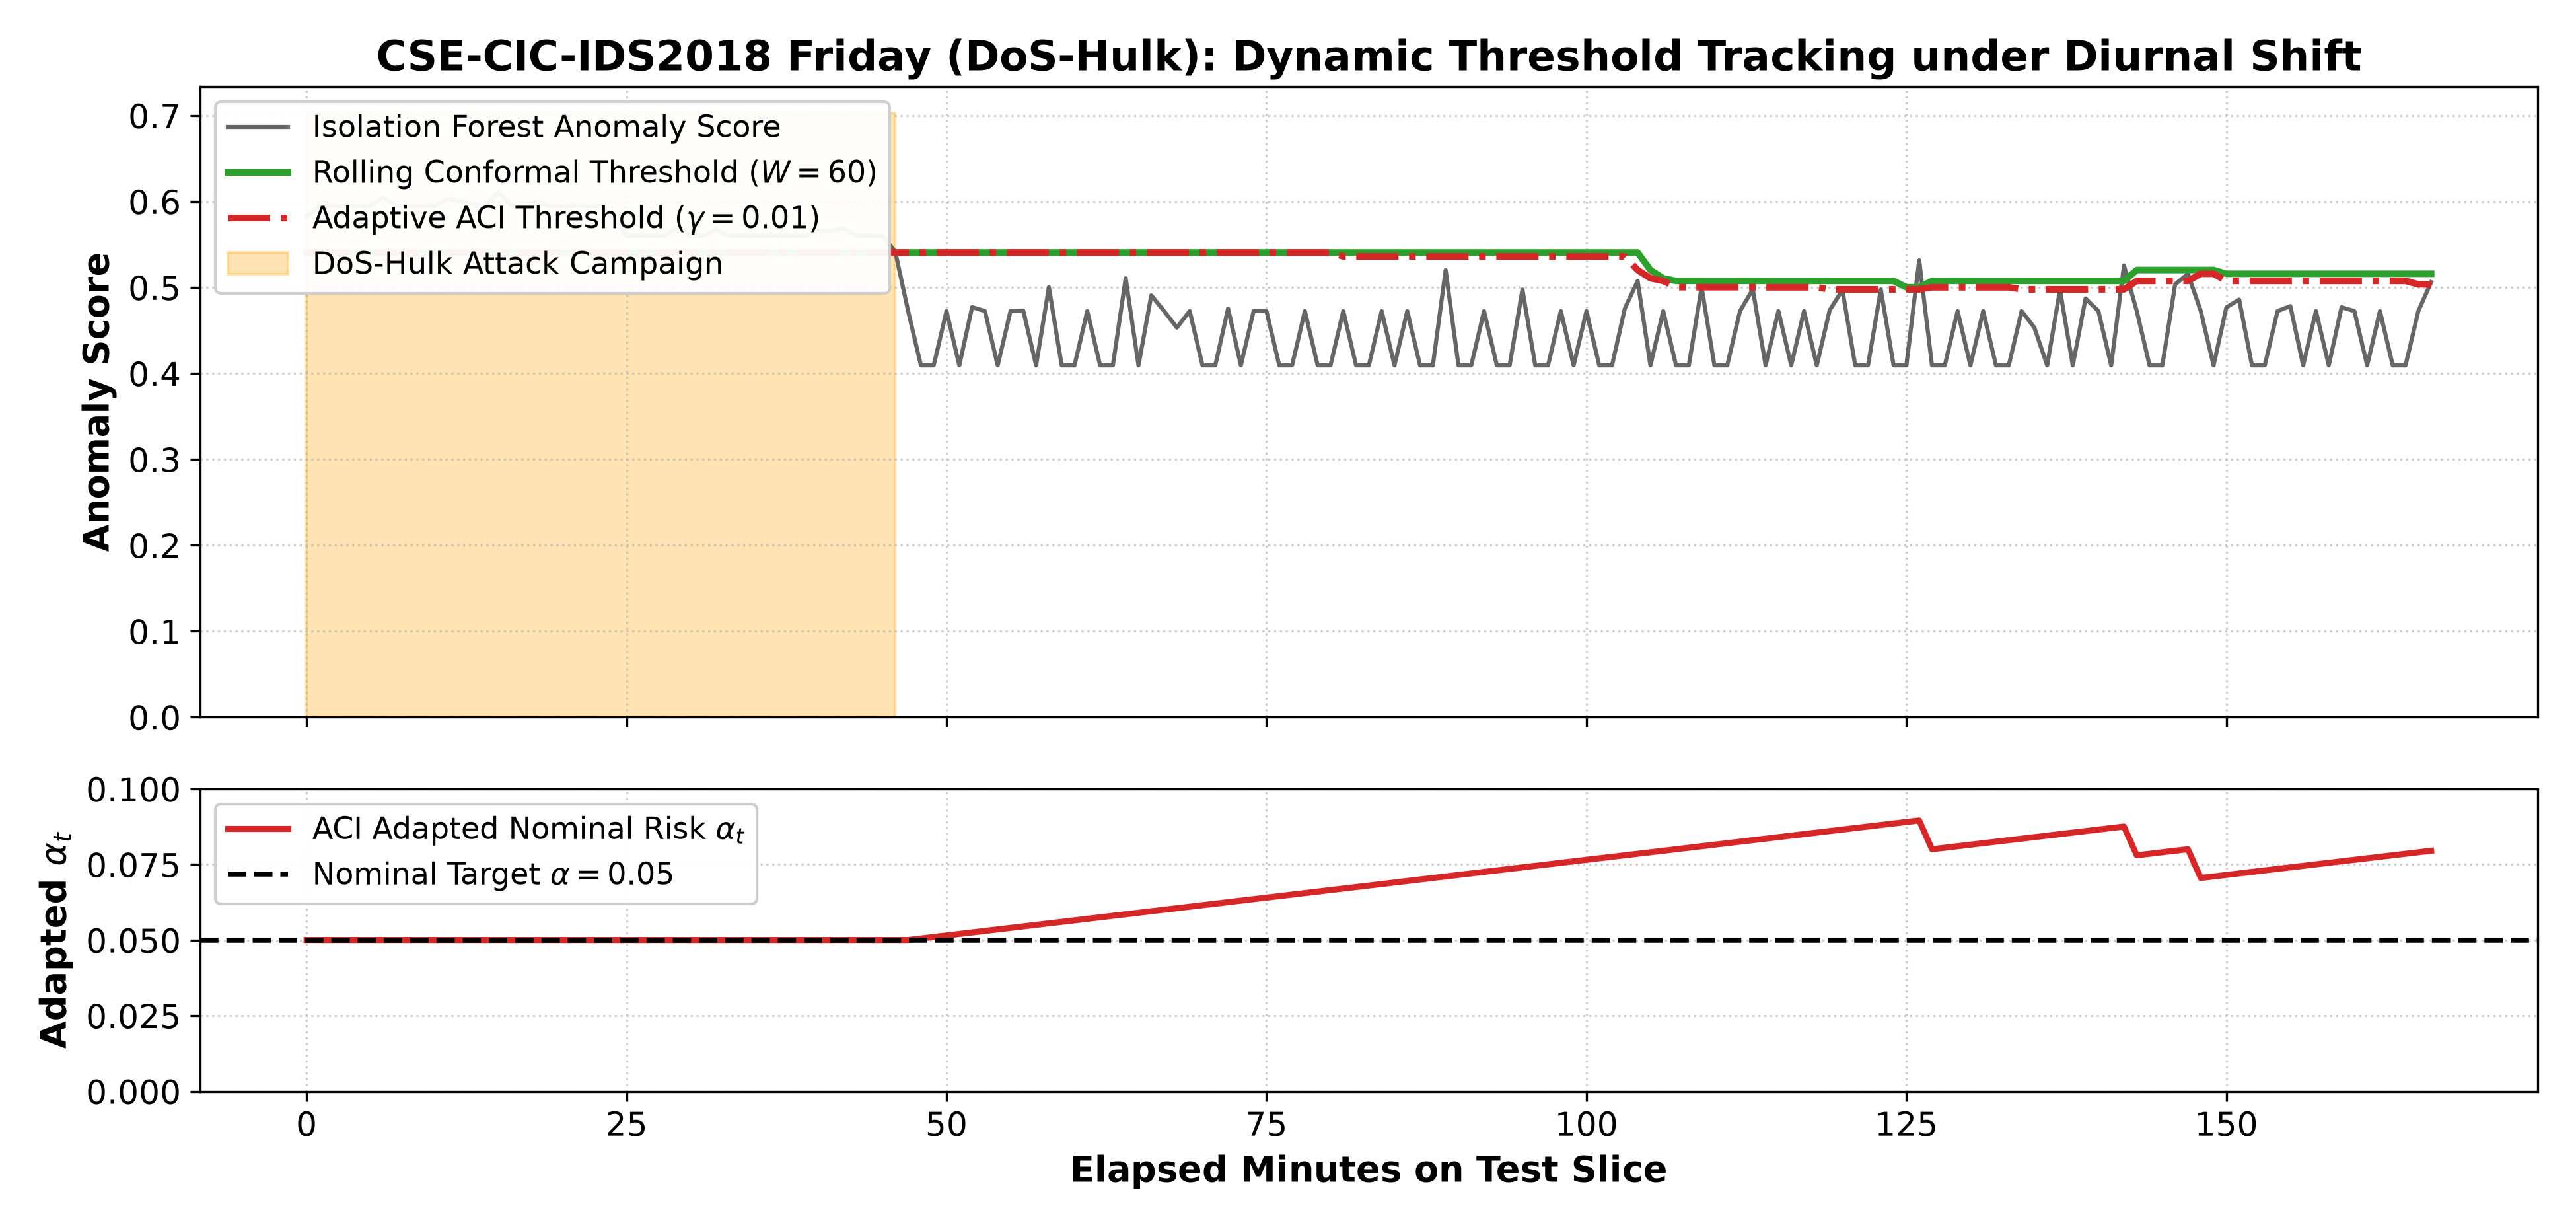 CSE-CIC-IDS2018 Friday (DoS-Hulk): Dynamic Threshold Tracking under Diurnal Shift
Anomaly Score
0.7
0.6
0.5
0.4
0.3
0.2
0.1
0.0
Isolation Forest Anomaly Score
Rolling Conformal Threshold (W = 60)
Adaptive ACI Threshold (γ = 0.01)
DoS-Hulk Attack Campaign
Adapted αt
0.100
0.075
0.050
0.025
0.000
ACI Adapted Nominal Risk αt
Nominal Target α = 0.05
0 25 50 75 100 125 150
Elapsed Minutes on Test Slice